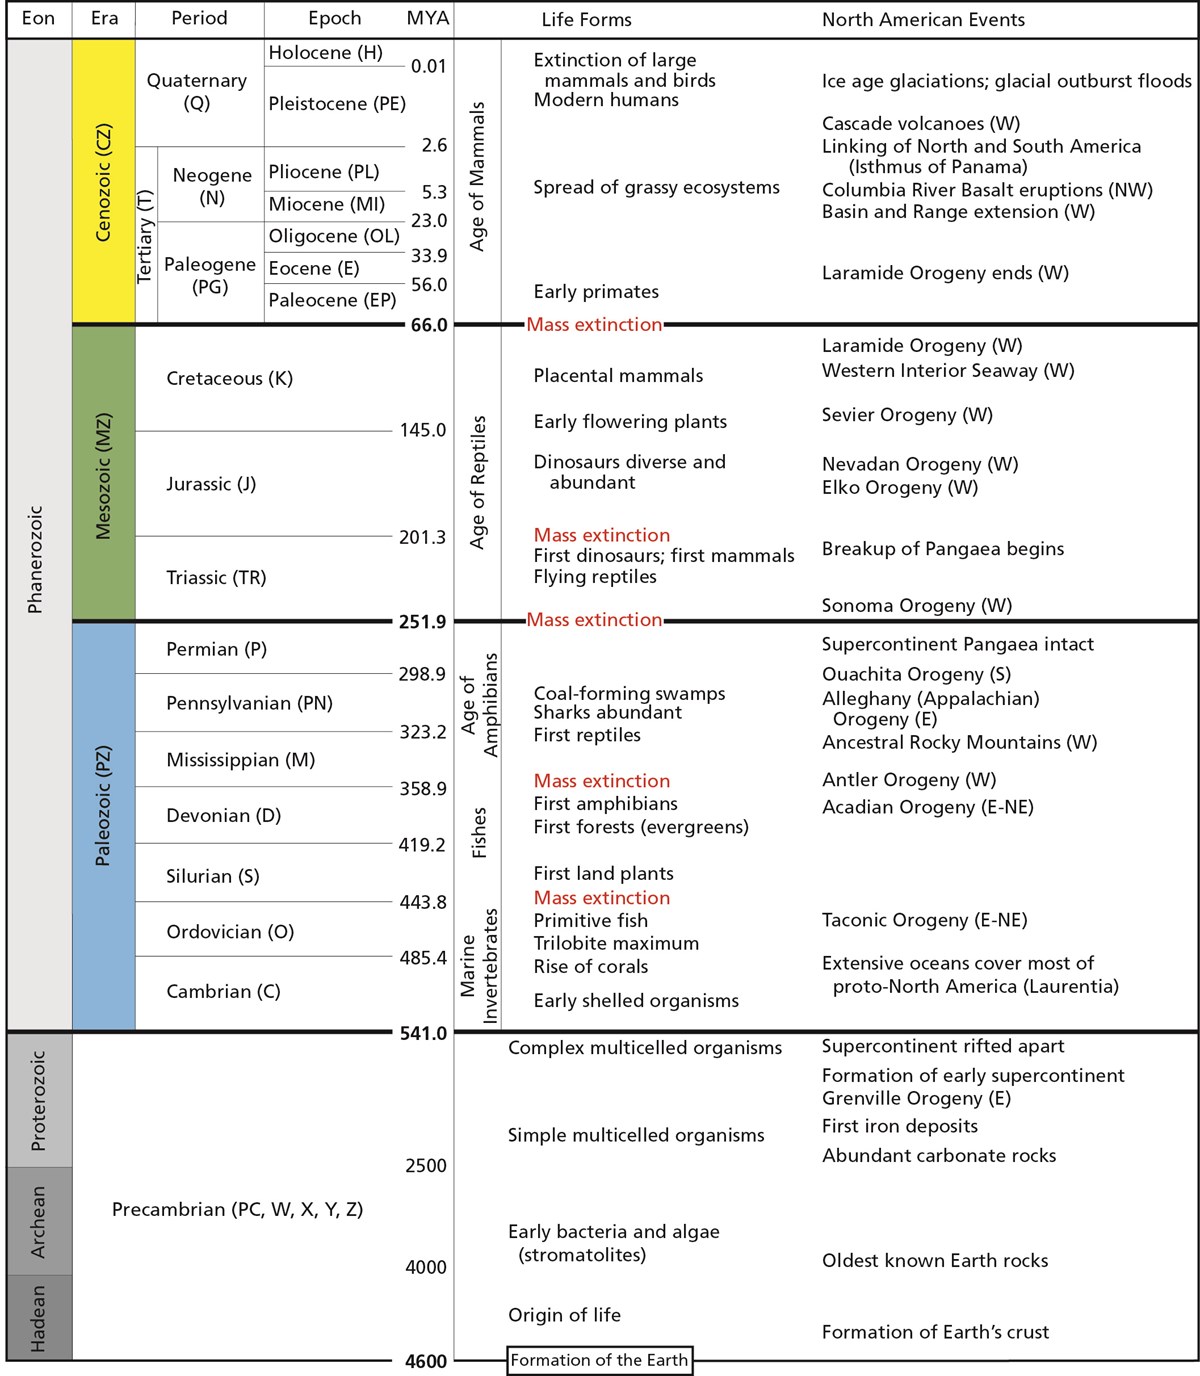 Eon Era Period Epoch MYA Life Forms North American Events
Phanerozoic
Cenozoic (CZ)
Quaternary
(Q)
Tertiary (T)
Neogene
(N)
Paleogene
(PG)
Holocene (H)
Pleistocene (PE)
Pliocene (PL)
Miocene (MI)
Oligocene (OL)
Eocene (E)
Paleocene (EP)
0.01
2.6
5.3
23.0
33.9
56.0
66.0
Age of Mammals
Extinction of large
mammals and birds
Modern humans
Spread of grassy ecosystems
Early primates
Mass extinction
Ice age glaciations; glacial outburst floods
Cascade volcanoes (W)
Linking of North and South America
(Isthmus of Panama)
Columbia River Basalt eruptions (NW)
Basin and Range extension (W)
Laramide Orogeny ends (W)
Mesozoic (MZ)
Cretaceous (K)
Jurassic (J)
Triassic (TR)
145.0
201.3
251.9
Age of Reptiles
Placental mammals
Early flowering plants
Dinosaurs diverse and
abundant
Mass extinction
First dinosaurs; first mammals
Flying reptiles
Mass extinction
Laramide Orogeny (W)
Western Interior Seaway (W)
Sevier Orogeny (W)
Nevadan Orogeny (W)
Elko Orogeny (W)
Breakup of Pangaea begins
Sonoma Orogeny (W)
Paleozoic (PZ)
Permian (P)
Pennsylvanian (PN)
Mississippian (M)
Devonian (D)
Silurian (S)
Ordovician (O)
Cambrian (C)
298.9
323.2
358.9
419.2
443.8
485.4
541.0
Age of
Amphibians
Fishes
Marine
Invertebrates
Coal-forming swamps
Sharks abundant
First reptiles
Mass extinction
First amphibians
First forests (evergreens)
First land plants
Mass extinction
Primitive fish
Trilobite maximum
Rise of corals
Early shelled organisms
Supercontinent Pangaea intact
Ouachita Orogeny (S)
Alleghany (Appalachian)
Orogeny (E)
Ancestral Rocky Mountains (W)
Antler Orogeny (W)
Acadian Orogeny (E-NE)
Taconic Orogeny (E-NE)
Extensive oceans cover most of
proto-North America (Laurentia)
Proterozoic
Archean
Hadean
Precambrian (PC, W, X, Y, Z)
2500
4000
4600
Complex multicelled organisms
Simple multicelled organisms
Early bacteria and algae
(stromatolites)
Origin of life
Formation of the Earth
Supercontinent rifted apart
Formation of early supercontinent
Grenville Orogeny (E)
First iron deposits
Abundant carbonate rocks
Oldest known Earth rocks
Formation of Earth's crust